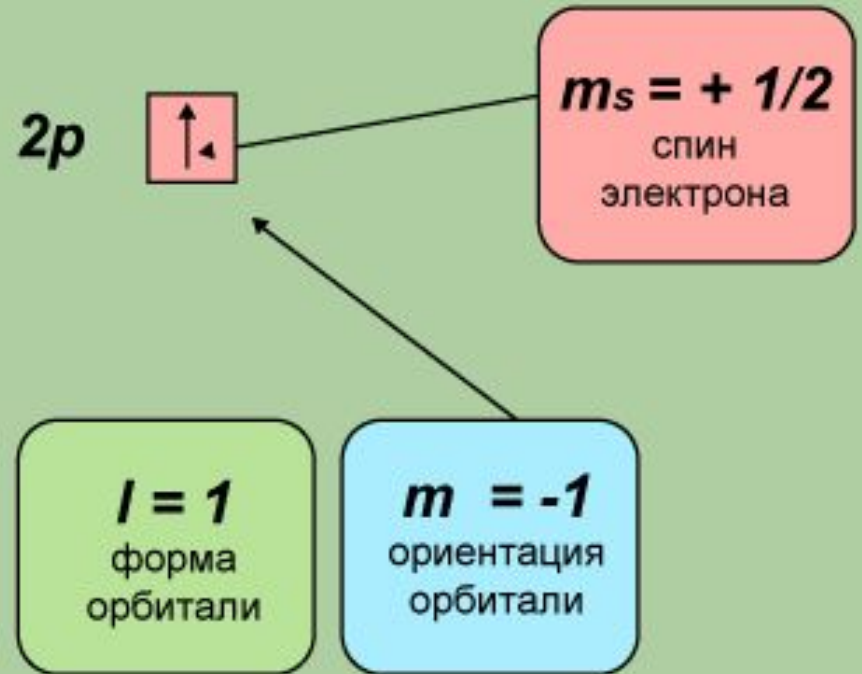 2p
ms = + 1/2
спин
электрона
l = 1
форма
орбитали
m = -1
ориентация
орбитали